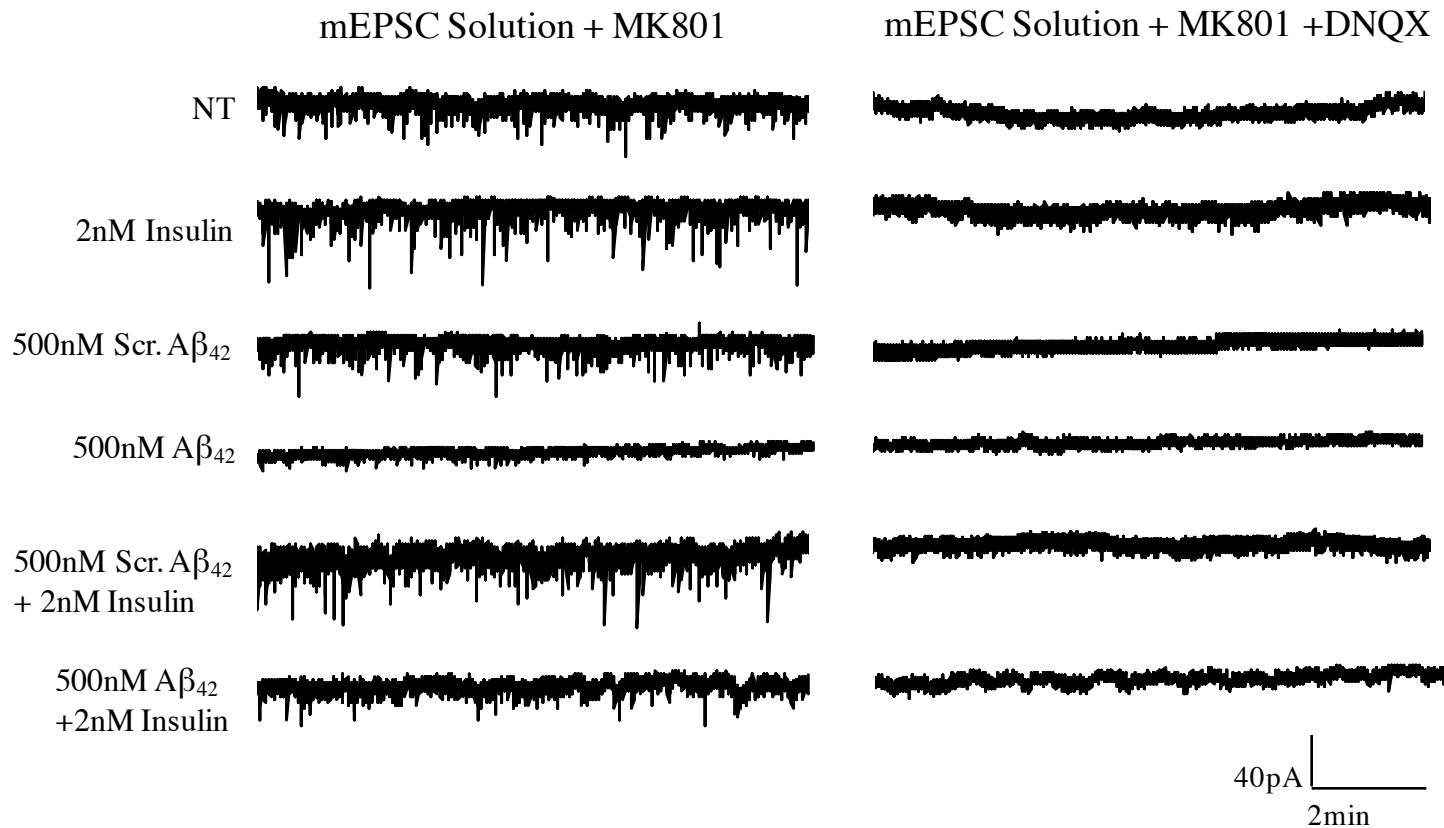 mEPSC Solution + MK801
mEPSC Solution + MK801 +DNQX
NT
2nM Insulin
500nM Scr. Aβ₄₂
500nM Aβ₄₂
500nM Scr. Aβ₄₂
+ 2nM Insulin
500nM Aβ₄₂
+2nM Insulin
40pA
2min